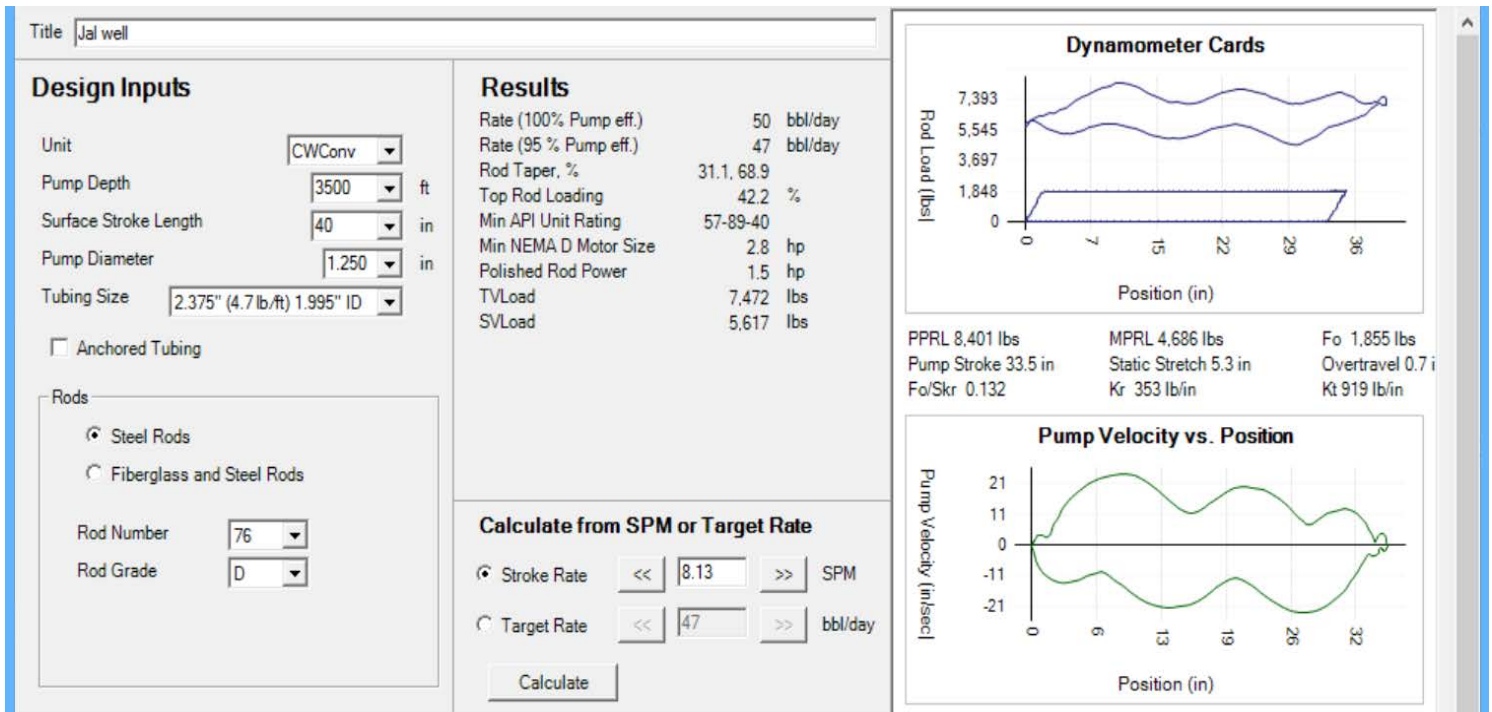 Title Jal well
Design Inputs
Unit CWConv
Pump Depth 3500 ft
Surface Stroke Length 40 in
Pump Diameter 1.250 in
Tubing Size 2.375" (4.7 lb/ft) 1.995" ID
Anchored Tubing
Rods
Steel Rods
Fiberglass and Steel Rods
Rod Number 76
Rod Grade D
Results
Rate (100% Pump eff.) 50 bbl/day
Rate (95 % Pump eff.) 47 bbl/day
Rod Taper, % 31.1, 68.9
Top Rod Loading 42.2 %
Min API Unit Rating 57-89-40
Min NEMA D Motor Size 2.8 hp
Polished Rod Power 1.5 hp
TVLoad 7,472 lbs
SVLoad 5,617 lbs
Calculate from SPM or Target Rate
Stroke Rate << 8.13 >> SPM
Target Rate << 47 >> bbl/day
Calculate
Dynamometer Cards
Rod Load (lbs)
7,393
5,545
3,697
1,848
0
0 7 15 22 29 36
Position (in)
PPRL 8,401 lbs MPRL 4,686 lbs Fo 1,855 lbs
Pump Stroke 33.5 in Static Stretch 5.3 in Overtravel 0.7 i
Fo/Skr 0.132 Kr 353 lb/in Kt 919 lb/in
Pump Velocity vs. Position
Pump Velocity (in/sec)
21
11
0
-11
-21
0 6 13 19 26 32
Position (in)